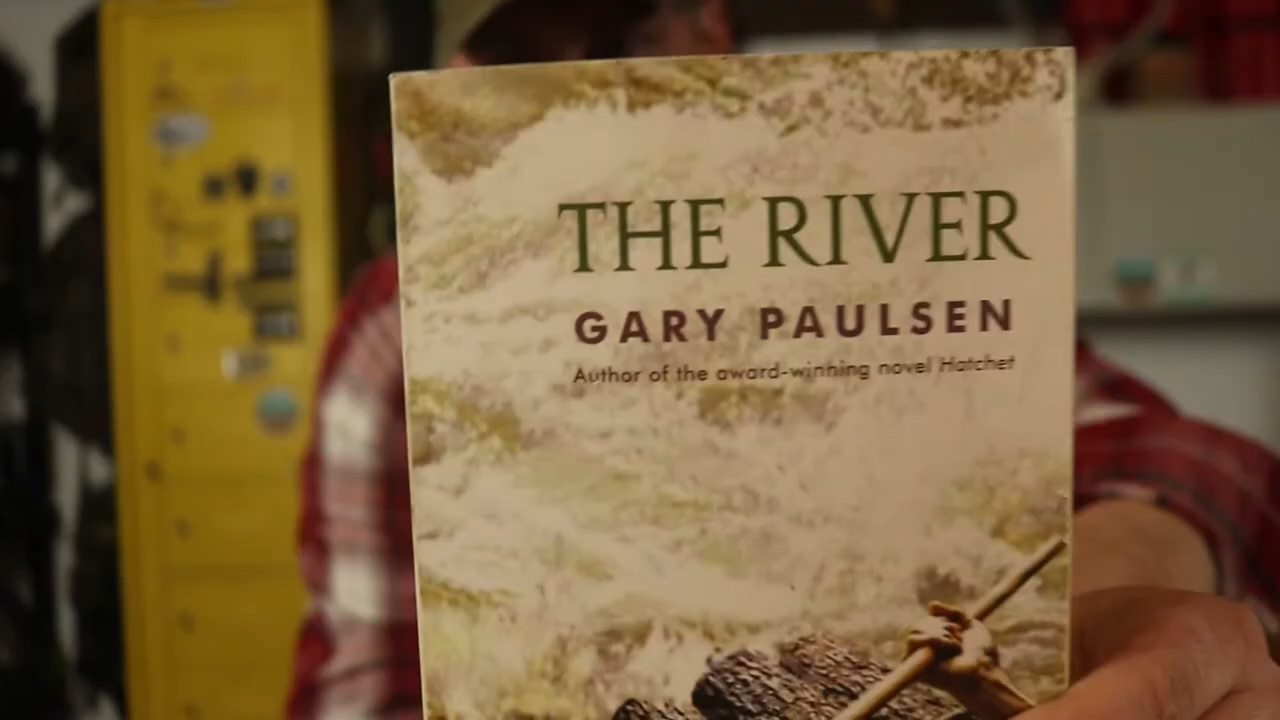 THE RIVER
GARY PAULSEN
Author of the award-winning novel Hatchet